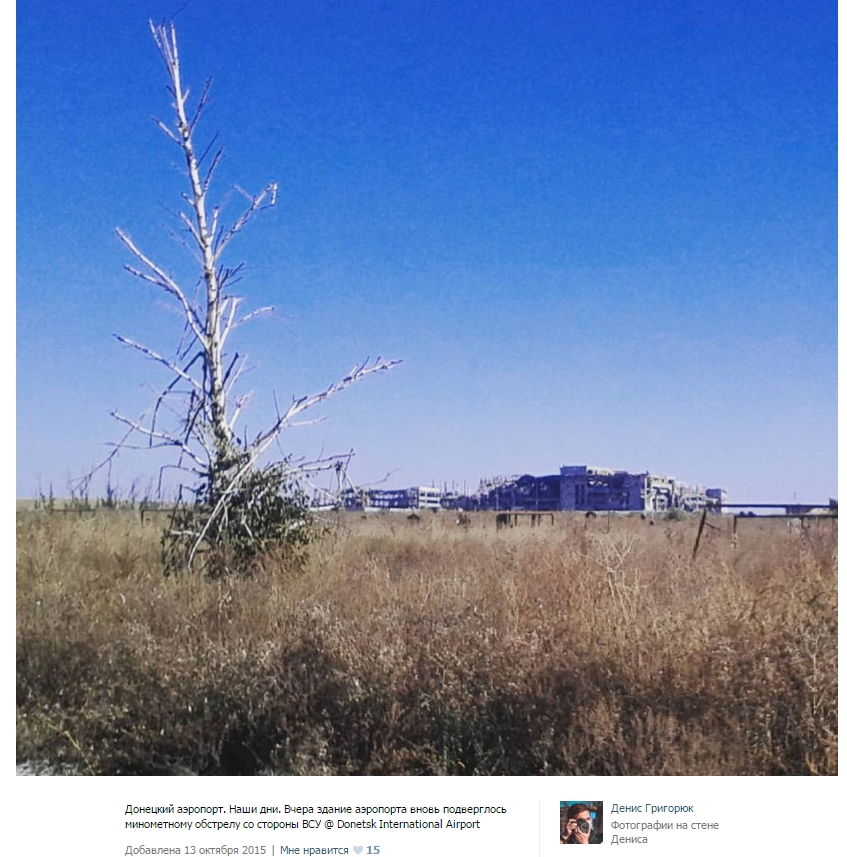 Донецкий аэропорт. Наши дни. Вчера здание аэропорта вновь подверглось
минометному обстрелу со стороны ВСУ @ Donetsk International Airport
Добавлена 13 октября 2015 | Мне нравится 15
Денис Григорюк
Фотографии на стене
Дениса